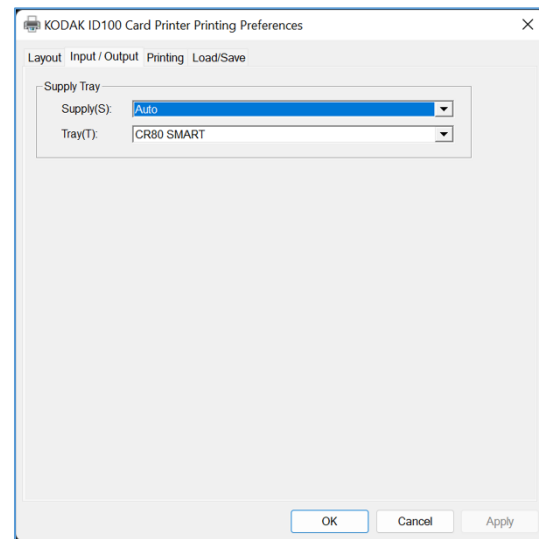 KODAK ID100 Card Printer Printing Preferences
Layout Input / Output Printing Load/Save
Supply Tray
Supply(S): Auto
Tray(T): CR80 SMART
OK Cancel Apply